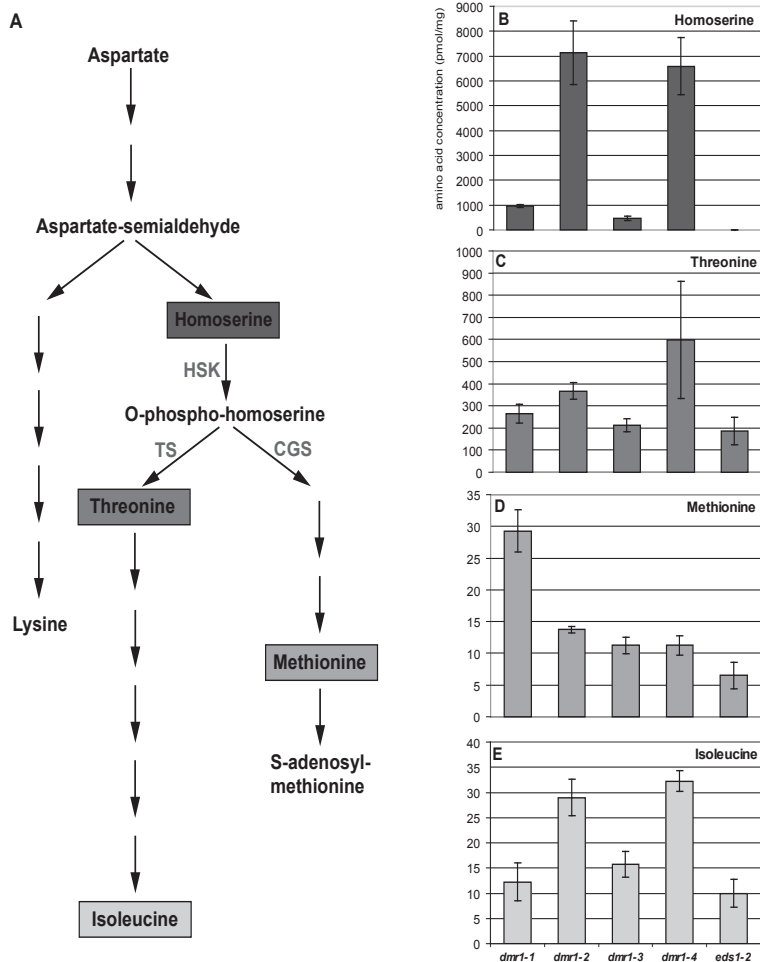 A
Aspartate
Aspartate-semialdehyde
Homoserine
HSK
O-phospho-homoserine
TS
CGS
Threonine
Lysine
Methionine
S-adenosyl-
methionine
Isoleucine
amino acid concentration (pmol/mg)
B
Homoserine
9000
8000
7000
6000
5000
4000
3000
2000
1000
0
C
Threonine
1000
900
800
700
600
500
400
300
200
100
0
D
Methionine
35
30
25
20
15
10
5
0
E
Isoleucine
40
35
30
25
20
15
10
5
0
dmr1-1 dmr1-2 dmr1-3 dmr1-4 eds1-2